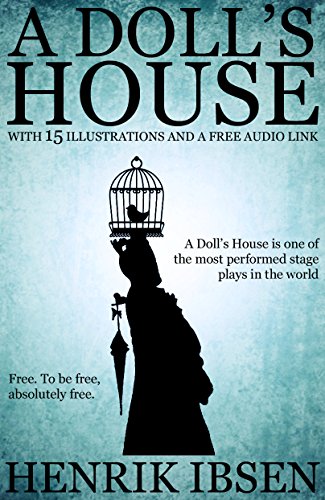 A DOLL'S
HOUSE
WITH 15 ILLUSTRATIONS AND A FREE AUDIO LINK
A Doll's House is one of
the most performed stage
plays in the world
Free. To be free,
absolutely free.
HENRIK IBSEN